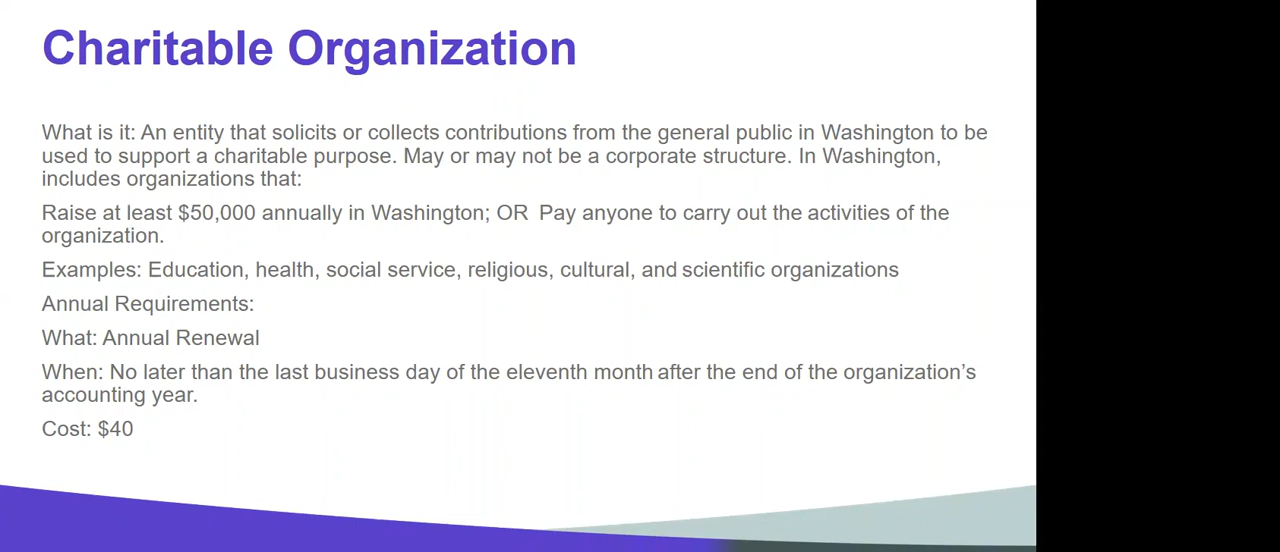 Charitable Organization
What is it: An entity that solicits or collects contributions from the general public in Washington to be
used to support a charitable purpose. May or may not be a corporate structure. In Washington,
includes organizations that:
Raise at least $50,000 annually in Washington; OR Pay anyone to carry out the activities of the
organization.
Examples: Education, health, social service, religious, cultural, and scientific organizations
Annual Requirements:
What: Annual Renewal
When: No later than the last business day of the eleventh month after the end of the organization’s
accounting year.
Cost: $40